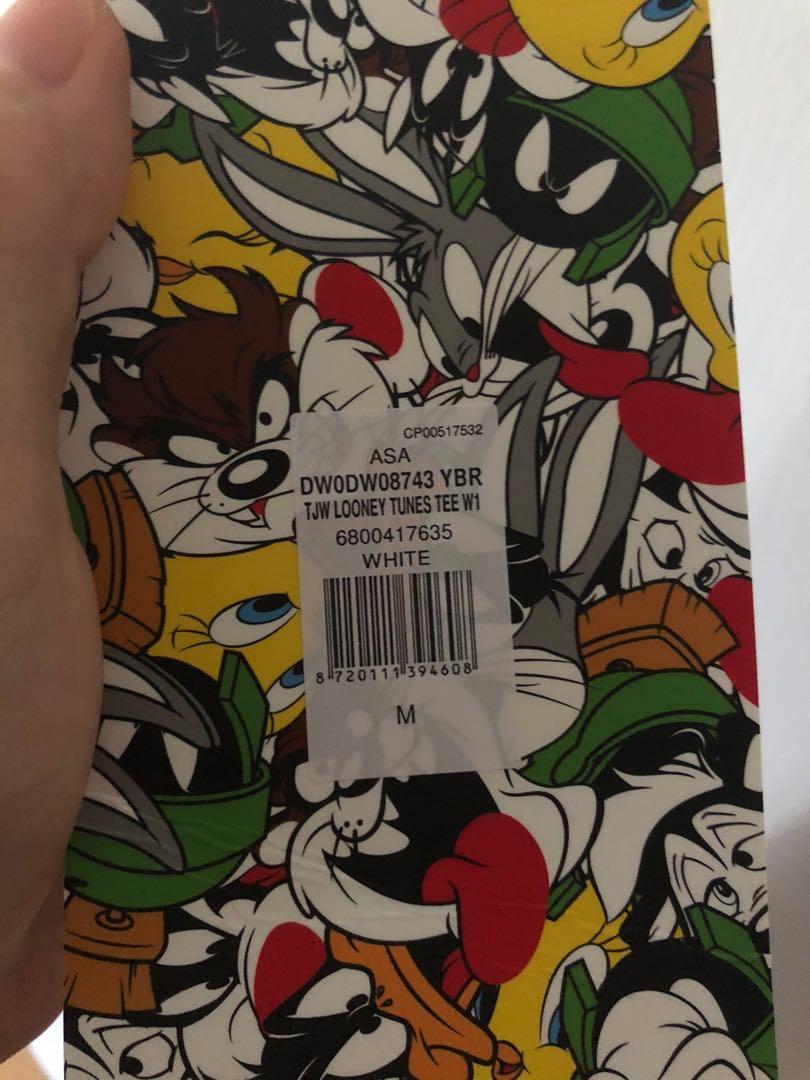 CP00517532
ASA
DW0DW08743 YBR
TJW LOONEY TUNES TEE W1
6800417635
WHITE
8 720111 394608
M